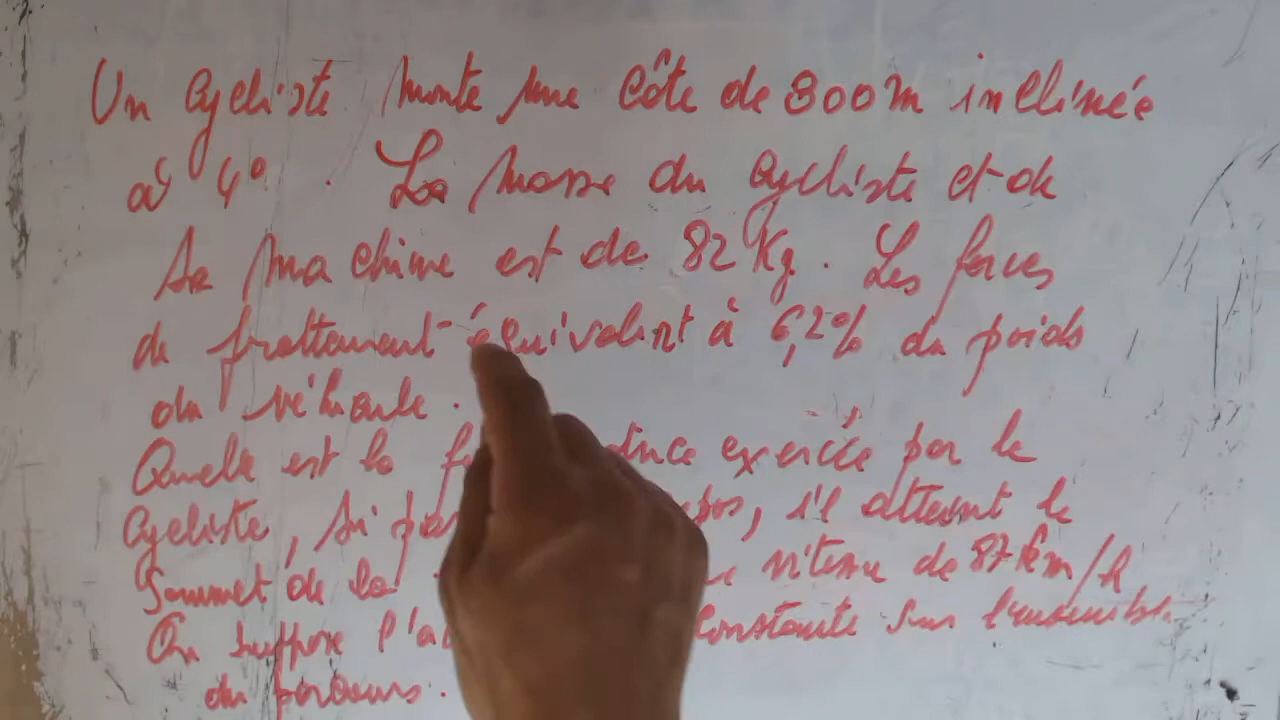 Un cycliste monte une côte de 800m inclinée
à 4°. La masse du cycliste et de
sa machine est de 82 Kg. Les forces
de frottement équivalent à 6,2% du poids
du véhicule.
Quelle est la exercée par le
cycliste, si il atteint le
sommet de la vitesse de 87 km/h
On suppose constante sur l'ensemble
du parcours.